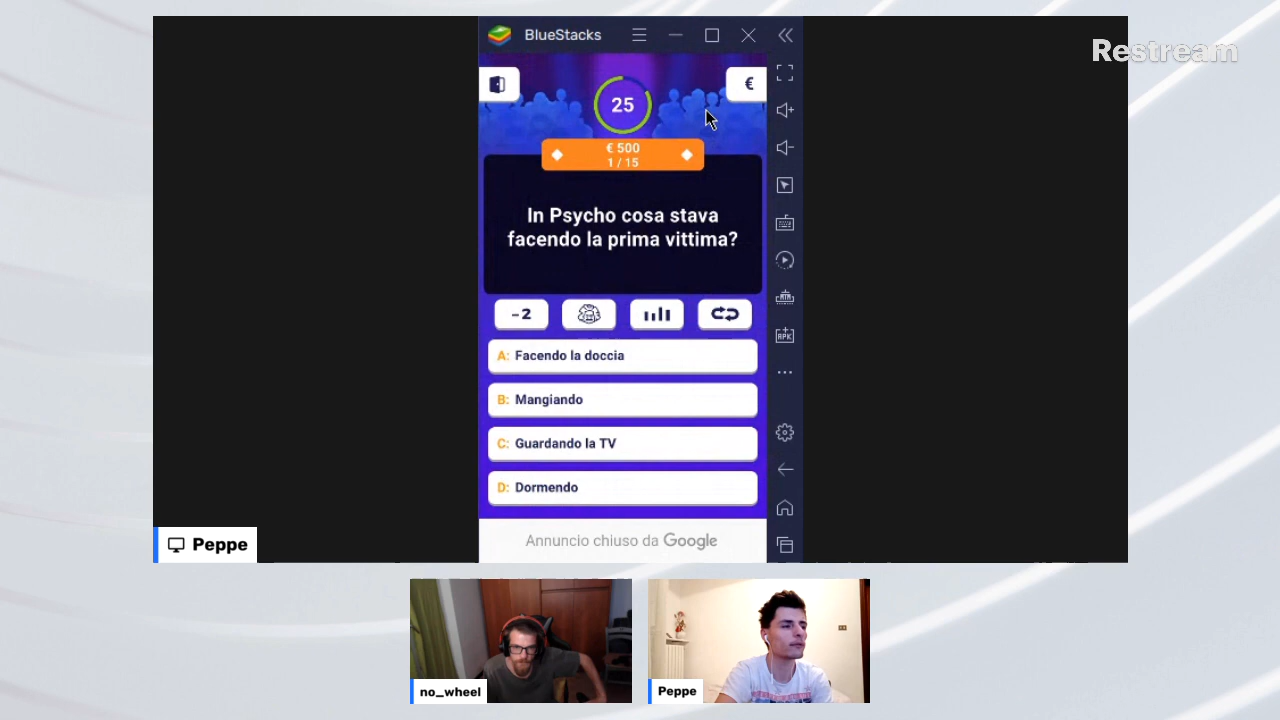 BlueStacks
Restream
25
€
€ 500
1 / 15
In Psycho cosa stava
facendo la prima vittima?
-2
A: Facendo la doccia
B: Mangiando
C: Guardando la TV
D: Dormendo
Annuncio chiuso da Google
Peppe
no_wheel
Peppe